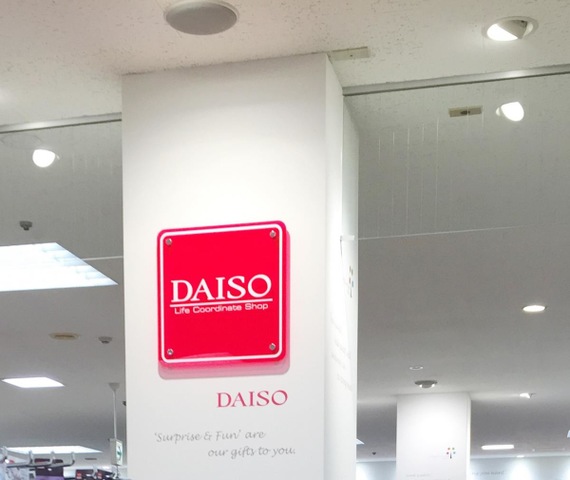 DAISO
Life Coordinate Shop
DAISO
'Surprise & Fun' are
our gifts to you.